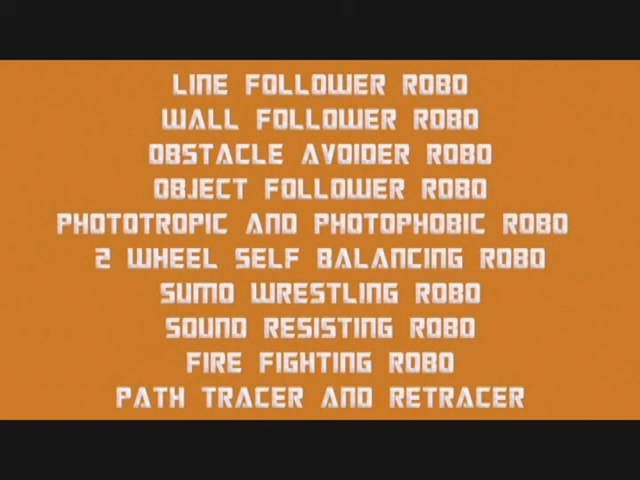 LINE FOLLOWER ROBO
WALL FOLLOWER ROBO
OBSTACLE AVOIDER ROBO
OBJECT FOLLOWER ROBO
PHOTOTROPIC AND PHOTOPHOBIC ROBO
2 WHEEL SELF BALANCING ROBO
SUMO WRESTLING ROBO
SOUND RESISTING ROBO
FIRE FIGHTING ROBO
PATH TRACER AND RETRACER